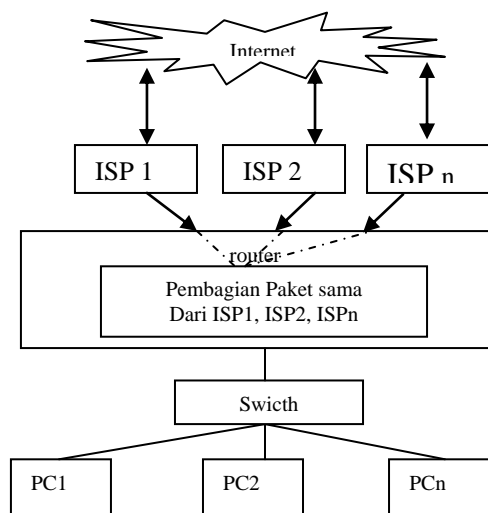 Internet
ISP 1
ISP 2
ISP n
router
Pembagian Paket sama
Dari ISP1, ISP2, ISPn
Swicth
PC1
PC2
PCn